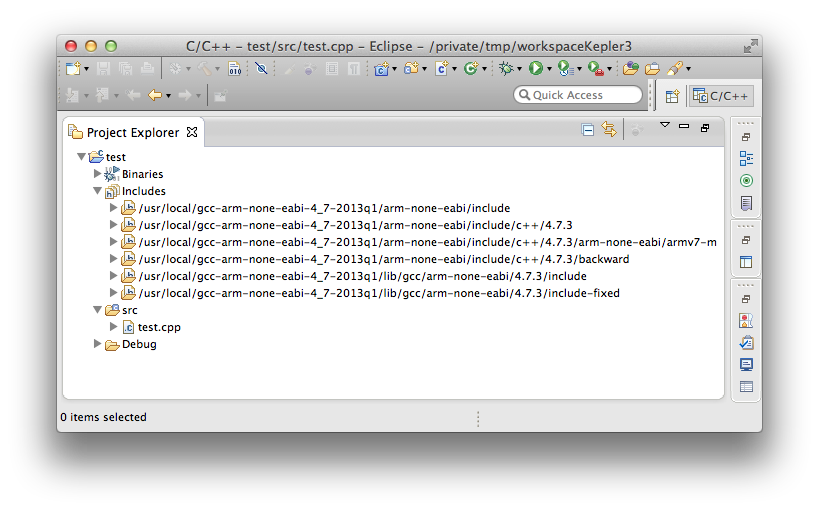 C/C++ - test/src/test.cpp - Eclipse - /private/tmp/workspaceKepler3
010
Quick Access
C/C++
Project Explorer
test
Binaries
Includes
/usr/local/gcc-arm-none-eabi-4_7-2013q1/arm-none-eabi/include
/usr/local/gcc-arm-none-eabi-4_7-2013q1/arm-none-eabi/include/c++/4.7.3
/usr/local/gcc-arm-none-eabi-4_7-2013q1/arm-none-eabi/include/c++/4.7.3/arm-none-eabi/armv7-m
/usr/local/gcc-arm-none-eabi-4_7-2013q1/arm-none-eabi/include/c++/4.7.3/backward
/usr/local/gcc-arm-none-eabi-4_7-2013q1/lib/gcc/arm-none-eabi/4.7.3/include
/usr/local/gcc-arm-none-eabi-4_7-2013q1/lib/gcc/arm-none-eabi/4.7.3/include-fixed
src
test.cpp
Debug
0 items selected